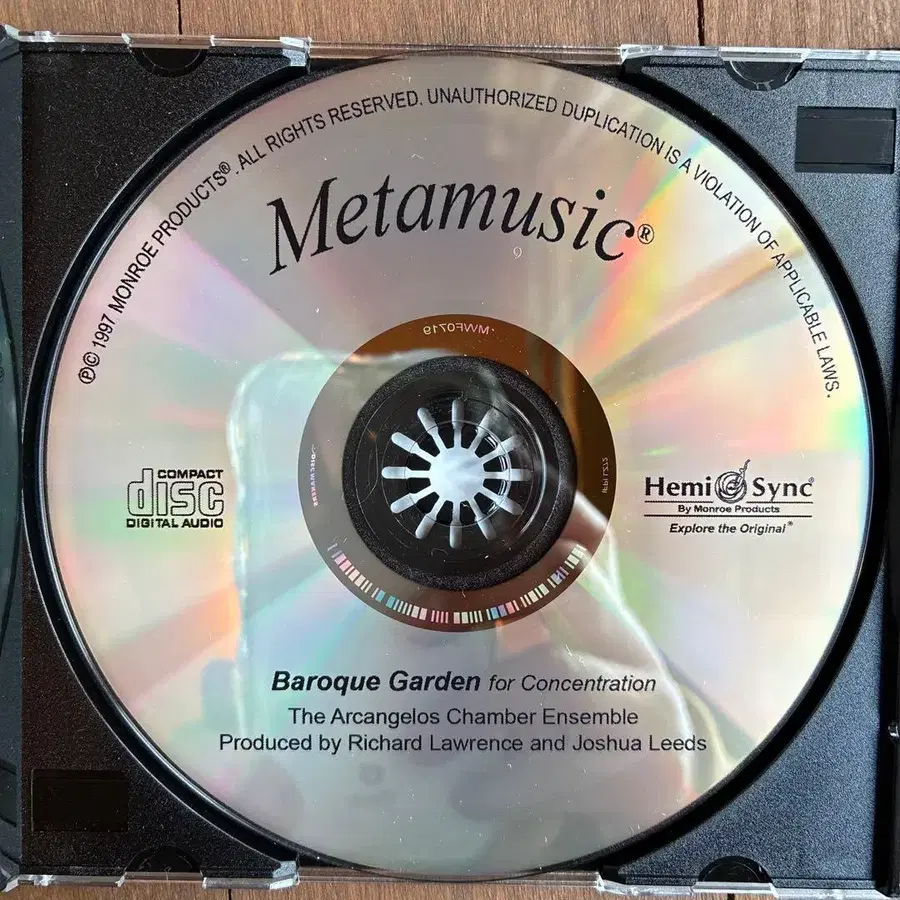 ℗© 1997 MONROE PRODUCTS®. ALL RIGHTS RESERVED. UNAUTHORIZED DUPLICATION IS A VIOLATION OF APPLICABLE LAWS.
Metamusic®
MWF0719
COMPACT
disc
DIGITAL AUDIO
Hemi Sync®
By Monroe Products
Explore the Original®
Baroque Garden for Concentration
The Arcangelos Chamber Ensemble
Produced by Richard Lawrence and Joshua Leeds